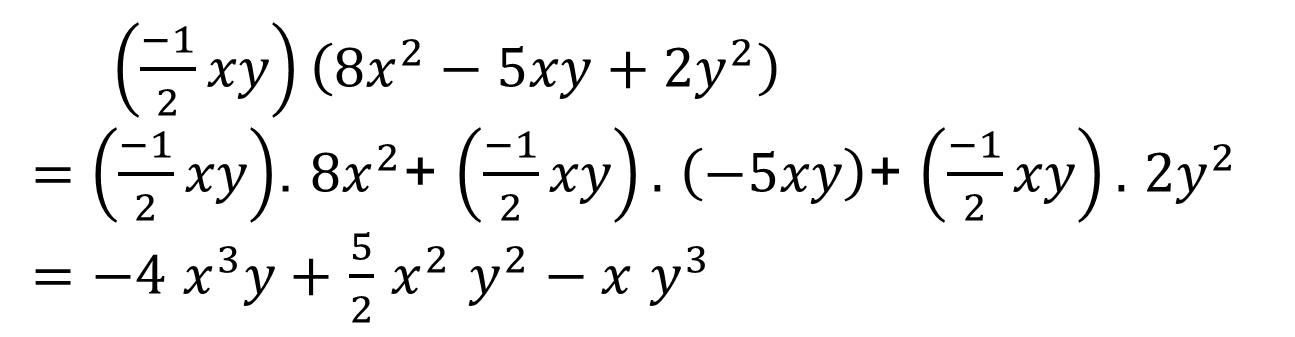 (−1/2 xy) (8x² − 5xy + 2y²)
= (−1/2 xy). 8x²+ (−1/2 xy) . (−5xy)+ (−1/2 xy) . 2y²
= −4 x³y + 5/2 x² y² − x y³